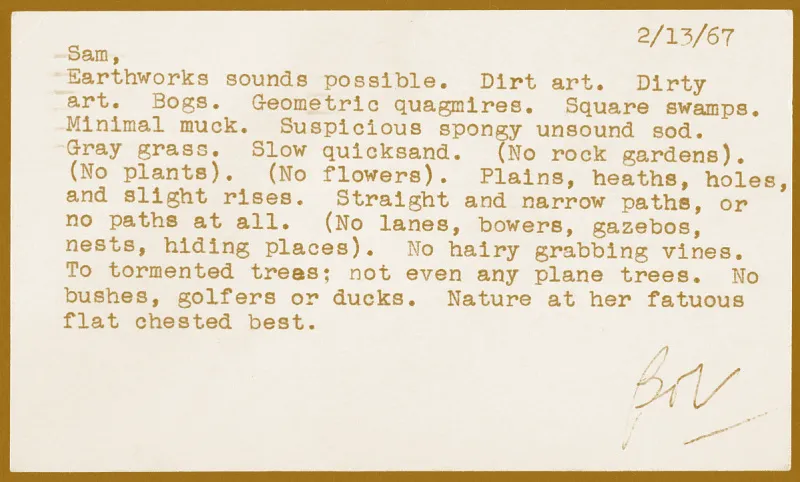 2/13/67
Sam,
Earthworks sounds possible. Dirt art. Dirty
art. Bogs. Geometric quagmires. Square swamps.
Minimal muck. Suspicious spongy unsound sod.
Gray grass. Slow quicksand. (No rock gardens).
(No plants). (No flowers). Plains, heaths, holes,
and slight rises. Straight and narrow paths, or
no paths at all. (No lanes, bowers, gazebos,
nests, hiding places). No hairy grabbing vines.
To tormented treas; not even any plane trees. No
bushes, golfers or ducks. Nature at her fatuous
flat chested best.
Bob